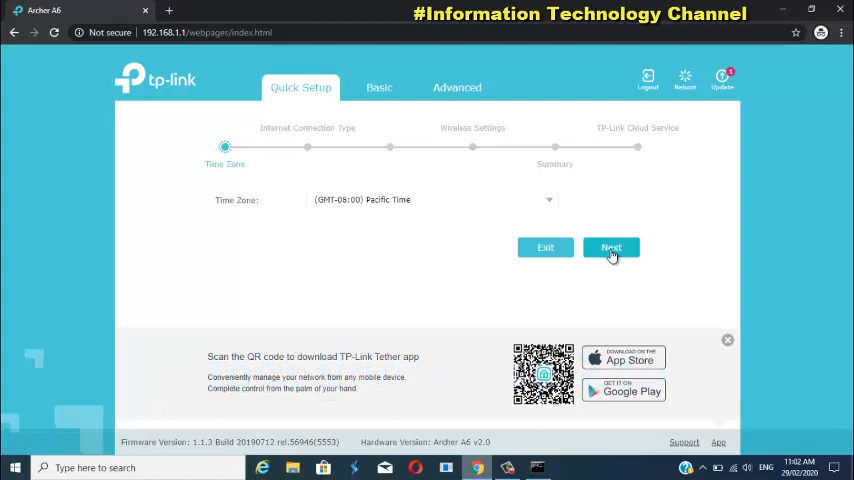 #Information Technology Channel
Archer A6
Not secure 192.168.1.1/webpages/index.html
tp-link
Quick Setup
Basic
Advanced
Logout
Reboot
Update
1
Internet Connection Type
Wireless Settings
TP-Link Cloud Service
Time Zone
Summary
Time Zone:
(GMT-08:00) Pacific Time
Exit
Next
Scan the QR code to download TP-Link Tether app
Conveniently manage your network from any mobile device.
Complete control from the palm of your hand.
DOWNLOAD ON THE
App Store
GET IT ON
Google Play
Firmware Version: 1.1.3 Build 20190712 rel.56946(5553)
Hardware Version: Archer A6 v2.0
Support
App
Type here to search
ENG
11:02 AM
29/02/2020